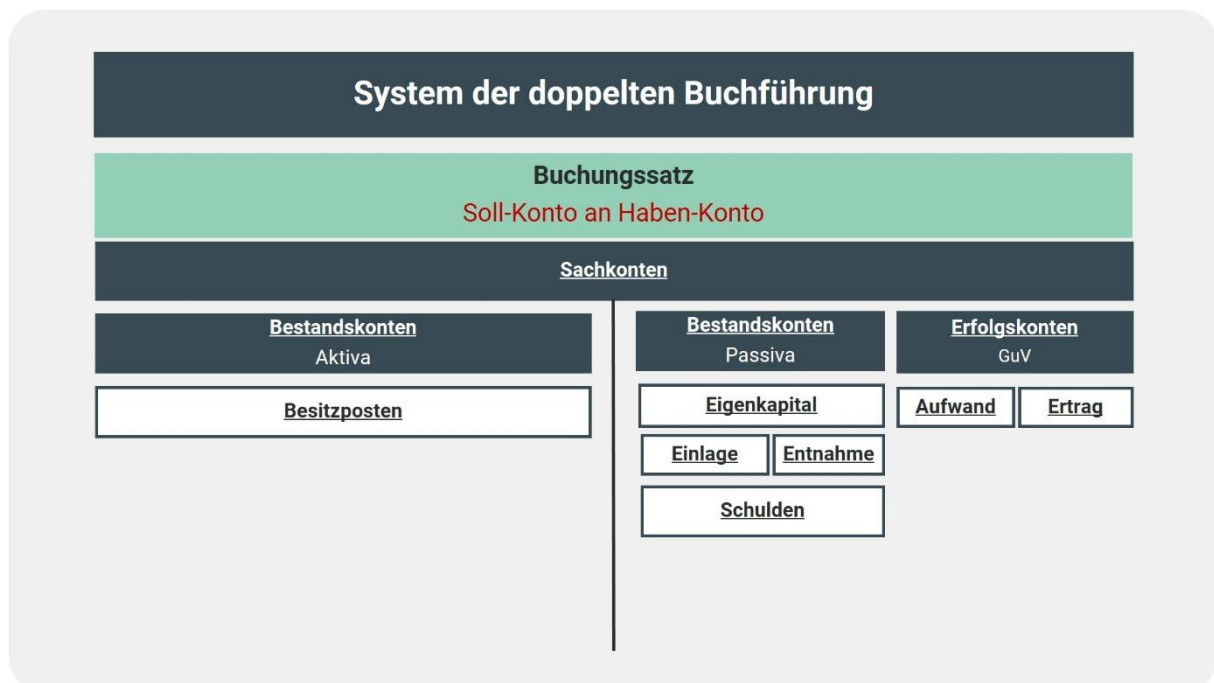 System der doppelten Buchführung
Buchungssatz
Soll-Konto an Haben-Konto
Sachkonten
Bestandskonten
Aktiva
Besitzposten
Bestandskonten
Passiva
Eigenkapital
Einlage
Entnahme
Schulden
Erfolgskonten
GuV
Aufwand
Ertrag